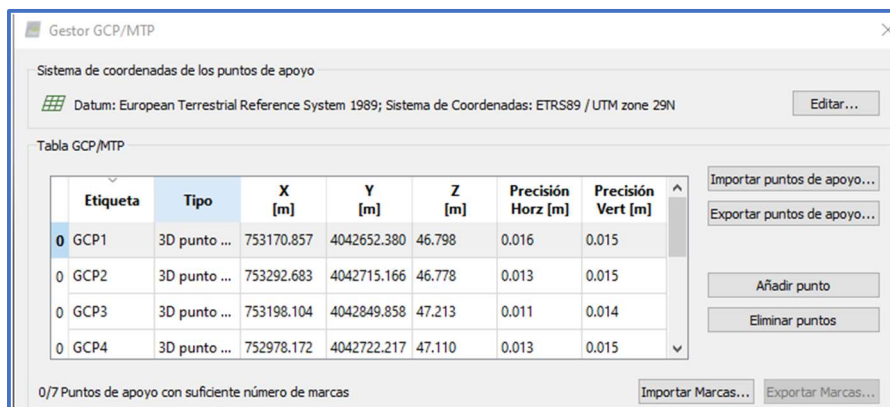 Gestor GCP/MTP
Sistema de coordenadas de los puntos de apoyo
Datum: European Terrestrial Reference System 1989; Sistema de Coordenadas: ETRS89 / UTM zone 29N Editar...
Tabla GCP/MTP
Etiqueta Tipo X [m] Y [m] Z [m] Precisión Horz [m] Precisión Vert [m]
0 GCP1 3D punto ... 753170.857 4042652.380 46.798 0.016 0.015
0 GCP2 3D punto ... 753292.683 4042715.166 46.778 0.013 0.015
0 GCP3 3D punto ... 753198.104 4042849.858 47.213 0.011 0.014
0 GCP4 3D punto ... 752978.172 4042722.217 47.110 0.013 0.015
Importar puntos de apoyo...
Exportar puntos de apoyo...
Añadir punto
Eliminar puntos
0/7 Puntos de apoyo con suficiente número de marcas
Importar Marcas... Exportar Marcas...